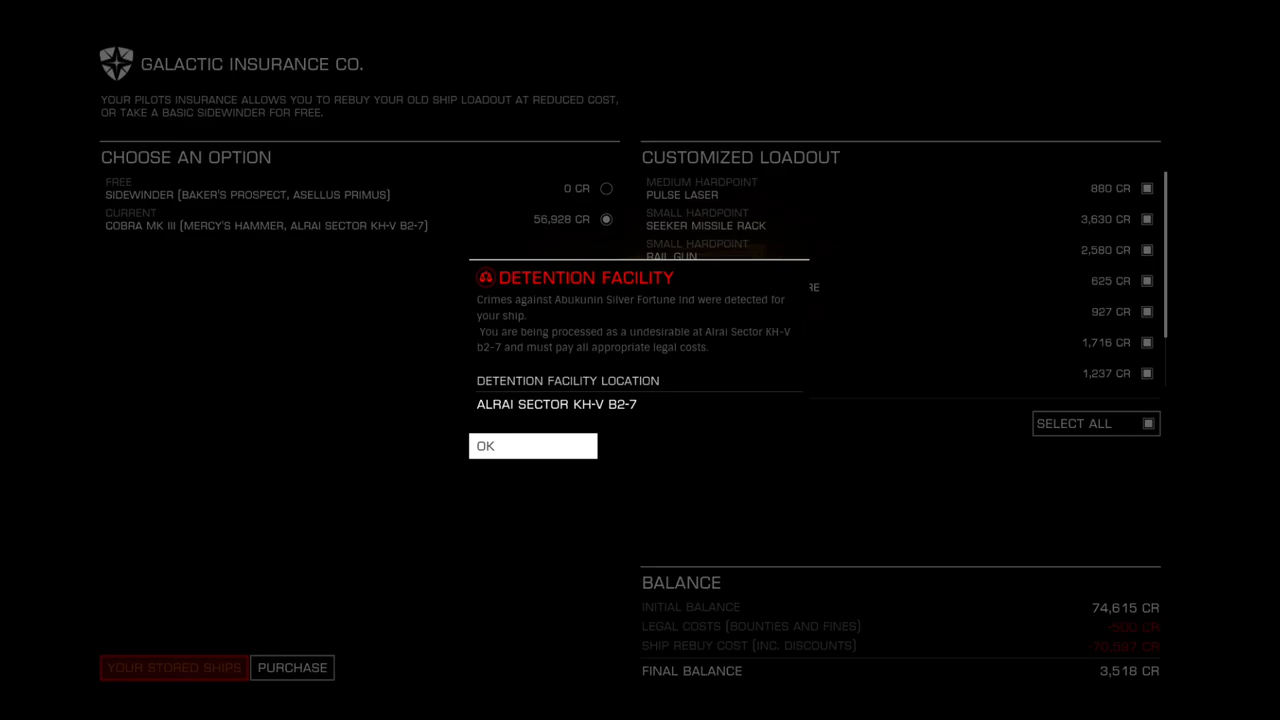 GALACTIC INSURANCE CO.
YOUR PILOTS INSURANCE ALLOWS YOU TO REBUY YOUR OLD SHIP LOADOUT AT REDUCED COST,
OR TAKE A BASIC SIDEWINDER FOR FREE.
CHOOSE AN OPTION
FREE
SIDEWINDER (BAKER'S PROSPECT, ASELLUS PRIMUS) 0 CR
CURRENT
COBRA MK III (MERCY'S HAMMER, ALRAI SECTOR KH-V B2-7) 56,928 CR
CUSTOMIZED LOADOUT
MEDIUM HARDPOINT
PULSE LASER 880 CR
SMALL HARDPOINT
SEEKER MISSILE RACK 3,630 CR
SMALL HARDPOINT
RAIL GUN 2,580 CR
RE 625 CR
927 CR
1,716 CR
1,237 CR
SELECT ALL
DETENTION FACILITY
Crimes against Abukunin Silver Fortune Ind were detected for
your ship.
You are being processed as a undesirable at Alrai Sector KH-V
b2-7 and must pay all appropriate legal costs.
DETENTION FACILITY LOCATION
ALRAI SECTOR KH-V B2-7
OK
BALANCE
INITIAL BALANCE 74,615 CR
LEGAL COSTS (BOUNTIES AND FINES) -500 CR
SHIP REBUY COST (INC. DISCOUNTS) -70,597 CR
FINAL BALANCE 3,518 CR
YOUR STORED SHIPS
PURCHASE